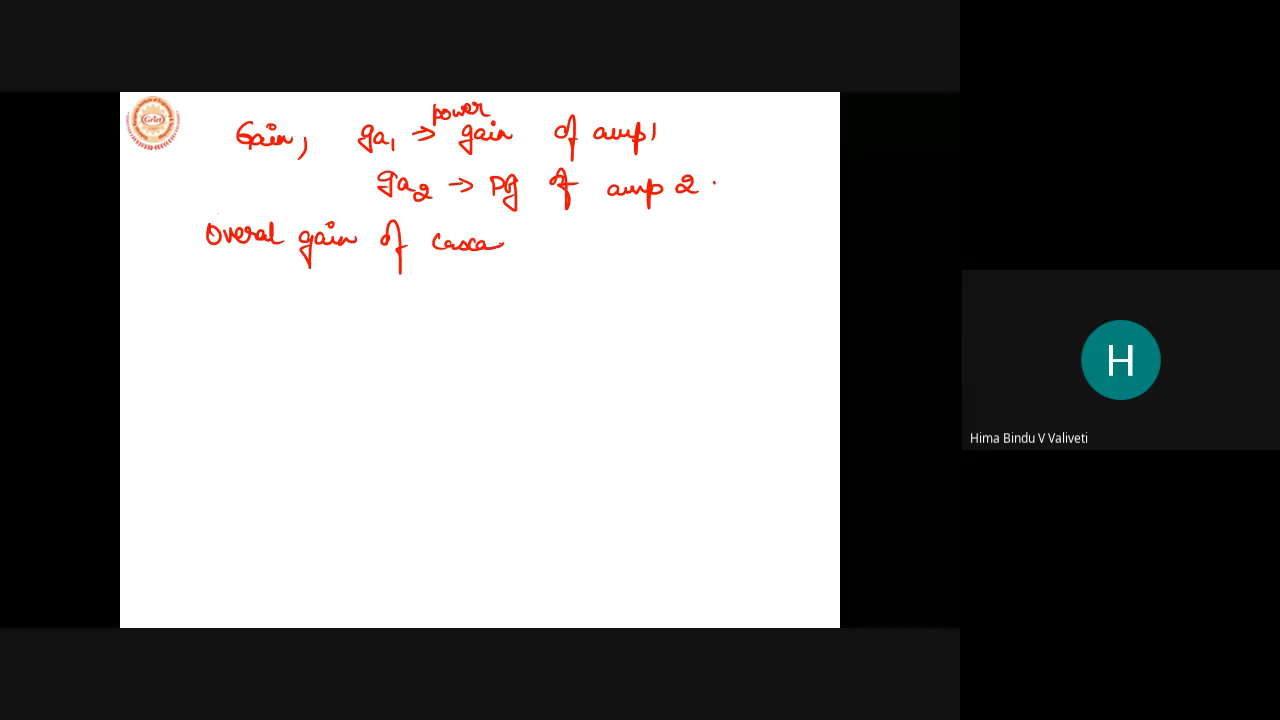 power
Gain, ga1 → gain of amp1
ga2 → Pg of amp 2.
Overal gain of casca
H
Hima Bindu V Valiveti